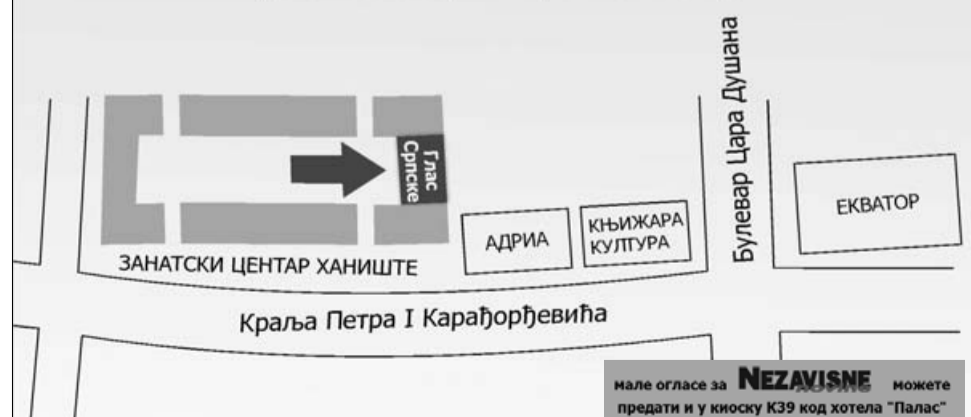 Булевар Цара Душана
Глас
Српске
ЕКВАТОР
АДРИА
КЊИЖАРА
КУЛТУРА
ЗАНАТСКИ ЦЕНТАР ХАНИШТЕ
Краља Петра I Карађорђевића
мале огласе за NEZAVISNE novine можете
предати и у киоску К39 код хотела "Палас"